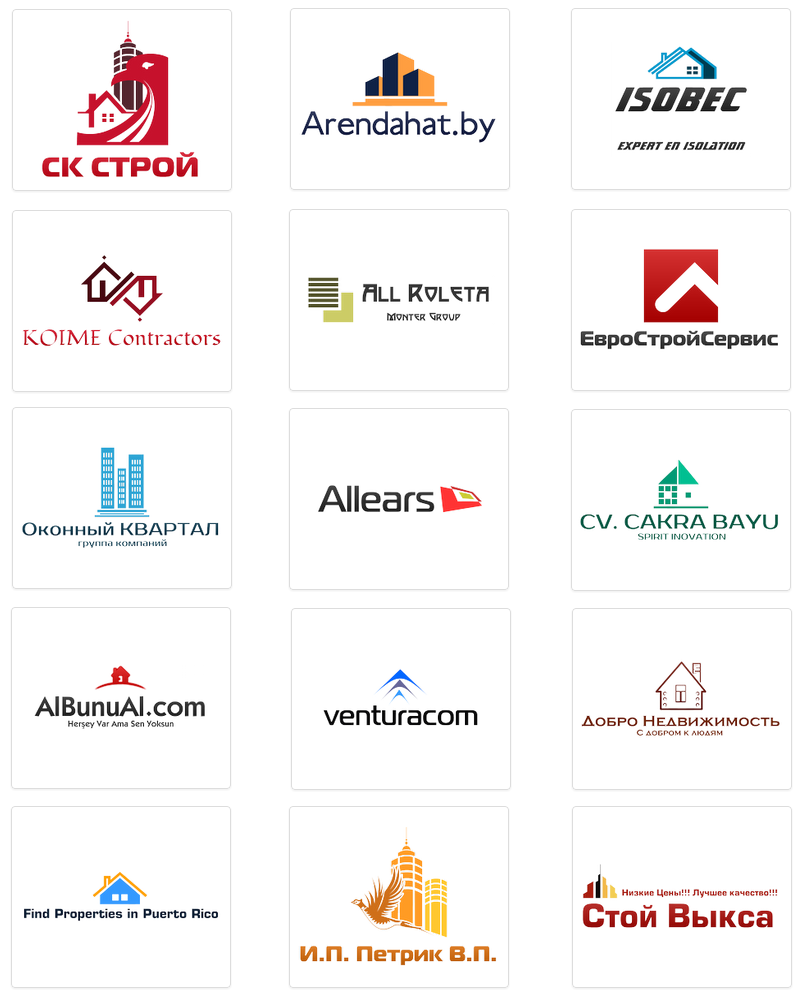 СК СТРОЙ
Arendahat.by
ISOBEC
EXPERT EN ISOLATION
KOIME Contractors
All Roleta
Monter Group
ЕвроСтройСервис
Оконный КВАРТАЛ
группа компаний
Allears
CV. CAKRA BAYU
SPIRIT INOVATION
AlBunuAl.com
Herşey Var Ama Sen Yoksun
venturacom
Добро Недвижимость
С добром к людям
Find Properties in Puerto Rico
И.П. Петрик В.П.
Низкие Цены!!! Лучшее качество!!!
Стой Выкса